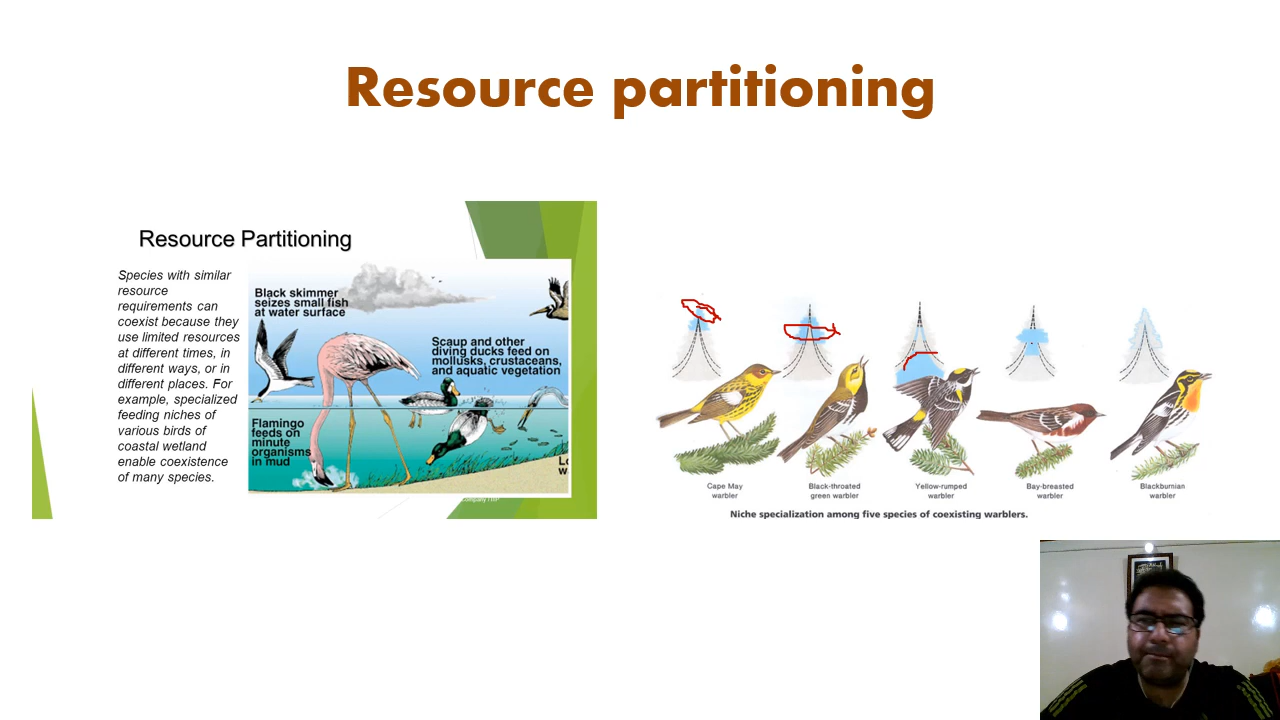 Resource partitioning
Resource Partitioning
Species with similar
resource
requirements can
coexist because they
use limited resources
at different times, in
different ways, or in
different places. For
example, specialized
feeding niches of
various birds of
coastal wetland
enable coexistence
of many species.
Black skimmer
seizes small fish
at water surface
Scaup and other
diving ducks feed on
mollusks, crustaceans,
and aquatic vegetation
Flamingo
feeds on
minute
organisms
in mud
Cape May
warbler
Black-throated
green warbler
Yellow-rumped
warbler
Bay-breasted
warbler
Blackburnian
warbler
Niche specialization among five species of coexisting warblers.